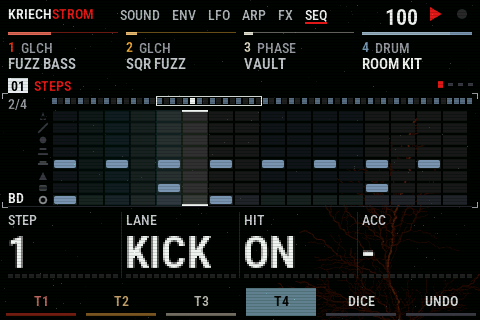 KRIECHSTROM SOUND ENV LFO ARP FX SEQ 100
1 GLCH 2 GLCH 3 PHASE 4 DRUM
FUZZ BASS SQR FUZZ VAULT ROOM KIT
01 STEPS
2/4
BD
STEP LANE HIT ACC
1 KICK ON -
T1 T2 T3 T4 DICE UNDO